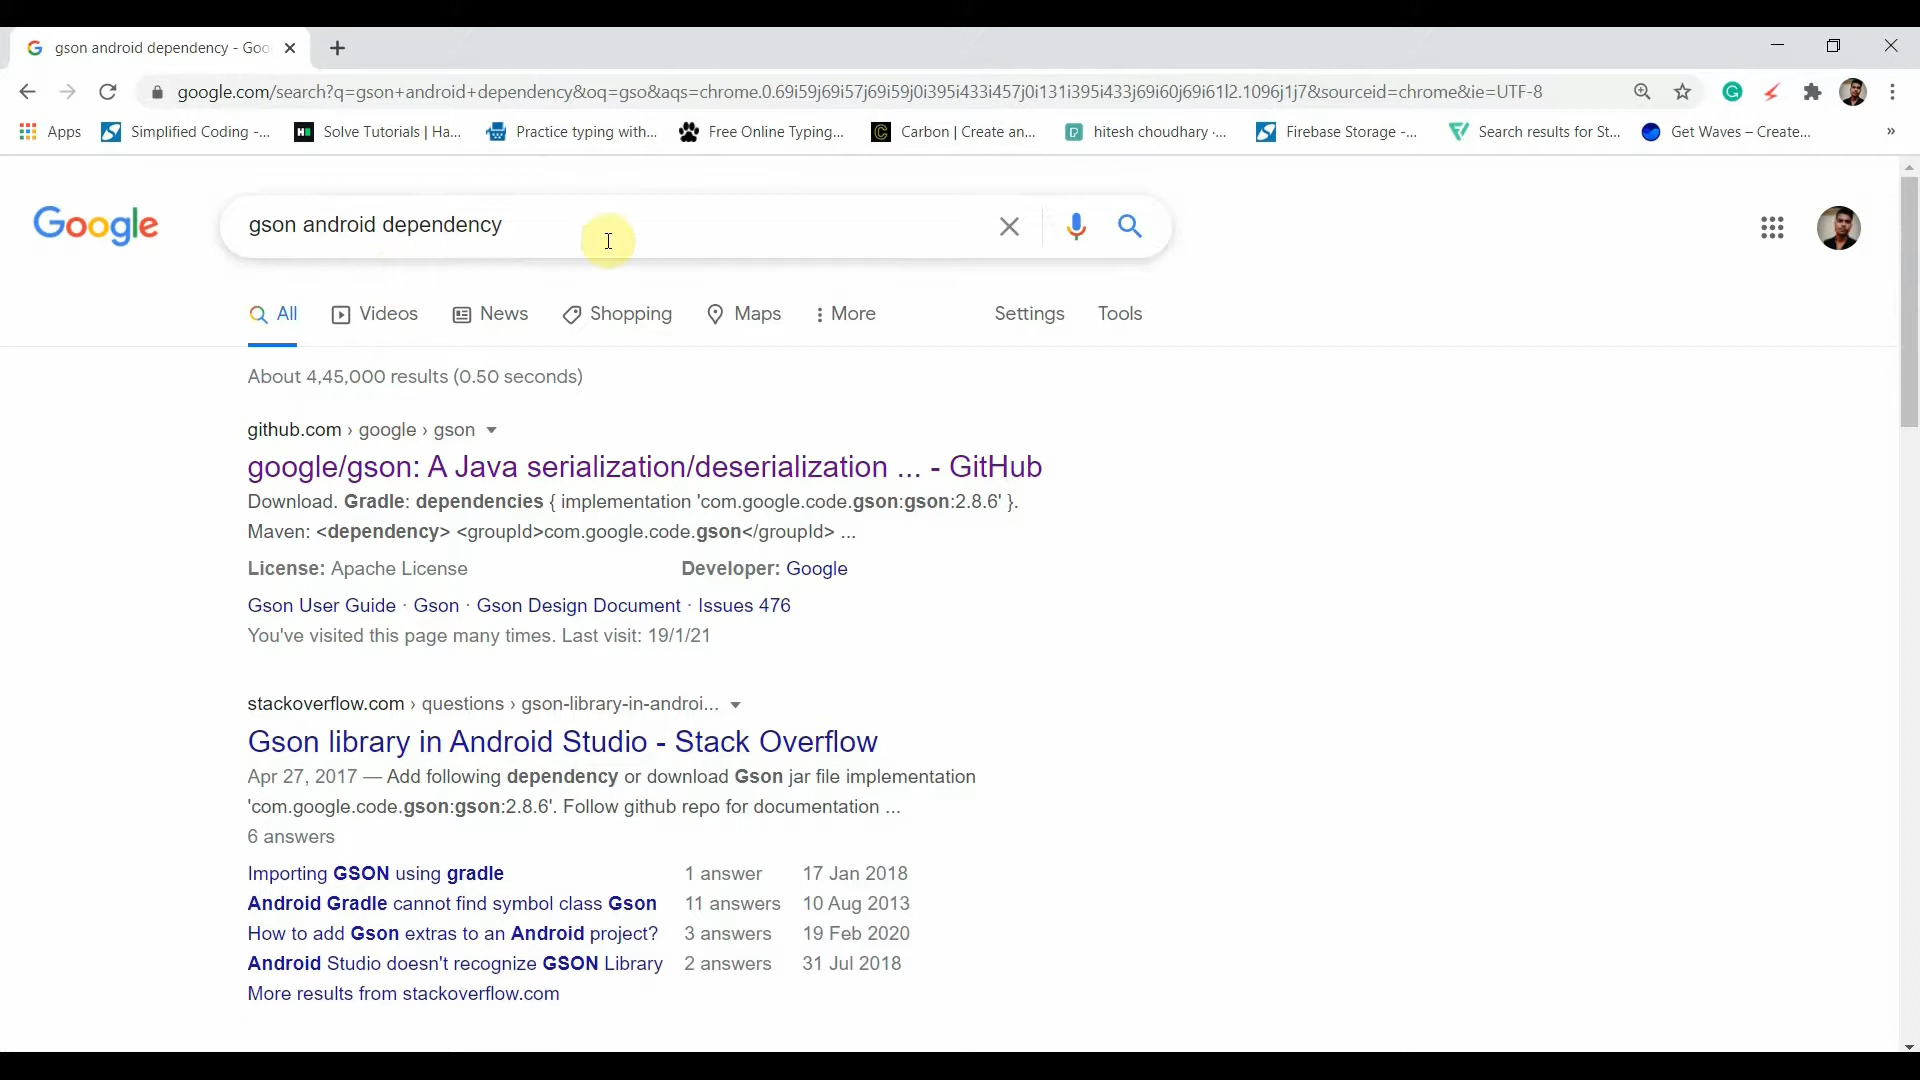 gson android dependency - Goo
google.com/search?q=gson+android+dependency&oq=gso&aqs=chrome.0.69i59j69i57j69i59j0i395i433i457j0i131i395i433j69i60j69i61l2.1096j1j7&sourceid=chrome&ie=UTF-8
Apps Simplified Coding -... Solve Tutorials | Ha... Practice typing with... Free Online Typing... Carbon | Create an... hitesh choudhary -... Firebase Storage -... Search results for St... Get Waves – Create... »
Google gson android dependency
All Videos News Shopping Maps More Settings Tools
About 4,45,000 results (0.50 seconds)
github.com › google › gson
google/gson: A Java serialization/deserialization ... - GitHub
Download. Gradle: dependencies { implementation 'com.google.code.gson:gson:2.8.6' }.
Maven: <dependency> <groupId>com.google.code.gson</groupId> ...
License: Apache License Developer: Google
Gson User Guide · Gson · Gson Design Document · Issues 476
You've visited this page many times. Last visit: 19/1/21
stackoverflow.com › questions › gson-library-in-androi...
Gson library in Android Studio - Stack Overflow
Apr 27, 2017 — Add following dependency or download Gson jar file implementation
'com.google.code.gson:gson:2.8.6'. Follow github repo for documentation ...
6 answers
Importing GSON using gradle 1 answer 17 Jan 2018
Android Gradle cannot find symbol class Gson 11 answers 10 Aug 2013
How to add Gson extras to an Android project? 3 answers 19 Feb 2020
Android Studio doesn't recognize GSON Library 2 answers 31 Jul 2018
More results from stackoverflow.com